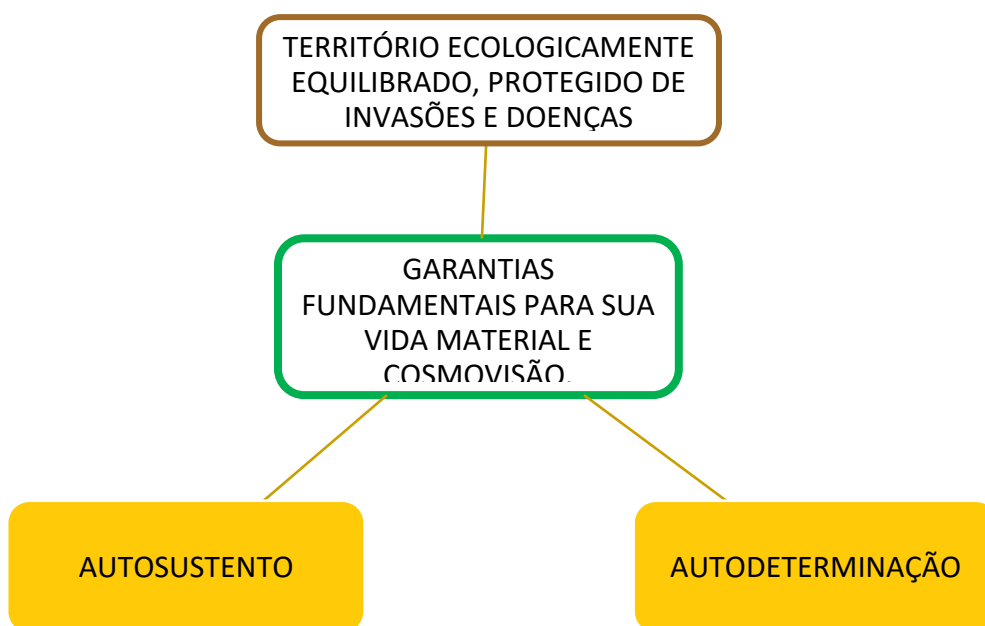 TERRITÓRIO ECOLOGICAMENTE
EQUILIBRADO, PROTEGIDO DE
INVASÕES E DOENÇAS
GARANTIAS
FUNDAMENTAIS PARA SUA
VIDA MATERIAL E
COSMOVISÃO.
AUTOSUSTENTO
AUTODETERMINAÇÃO